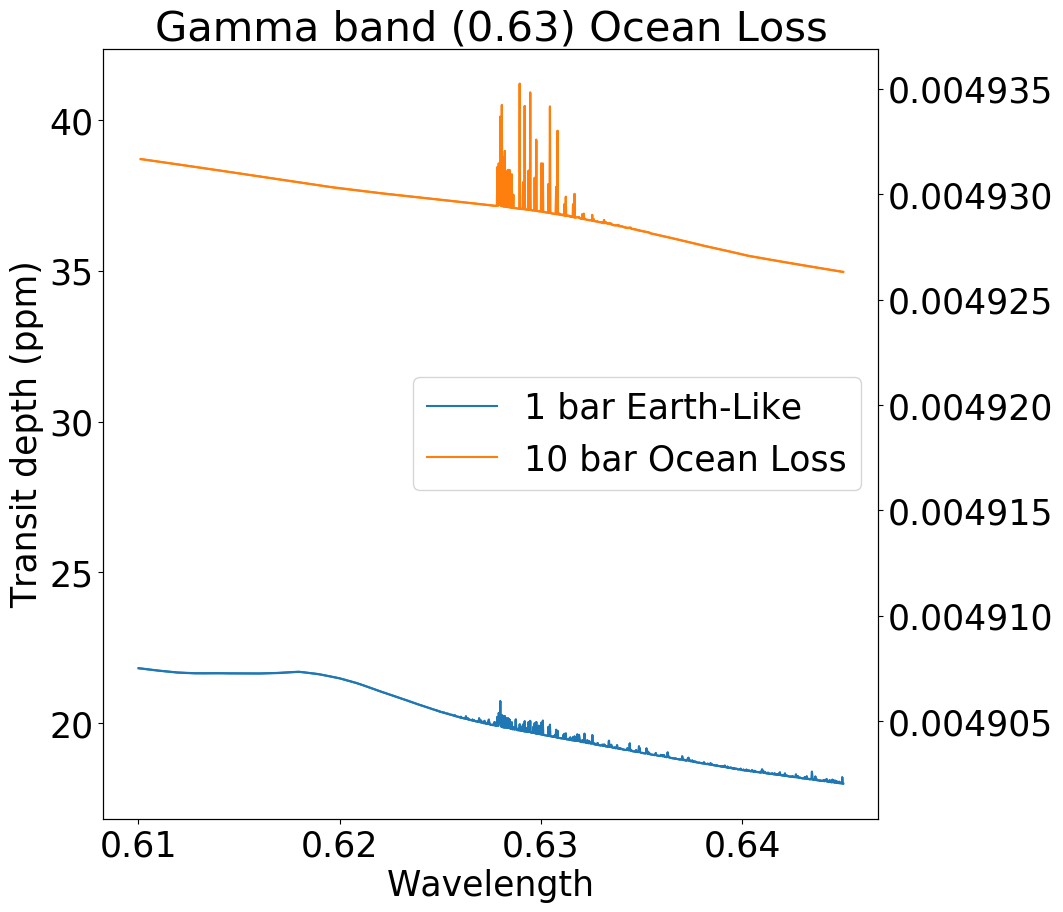 Gamma band (0.63) Ocean Loss
Transit depth (ppm)
40
35
30
25
20
0.004935
0.004930
0.004925
0.004920
0.004915
0.004910
0.004905
1 bar Earth-Like
10 bar Ocean Loss
0.61 0.62 0.63 0.64
Wavelength